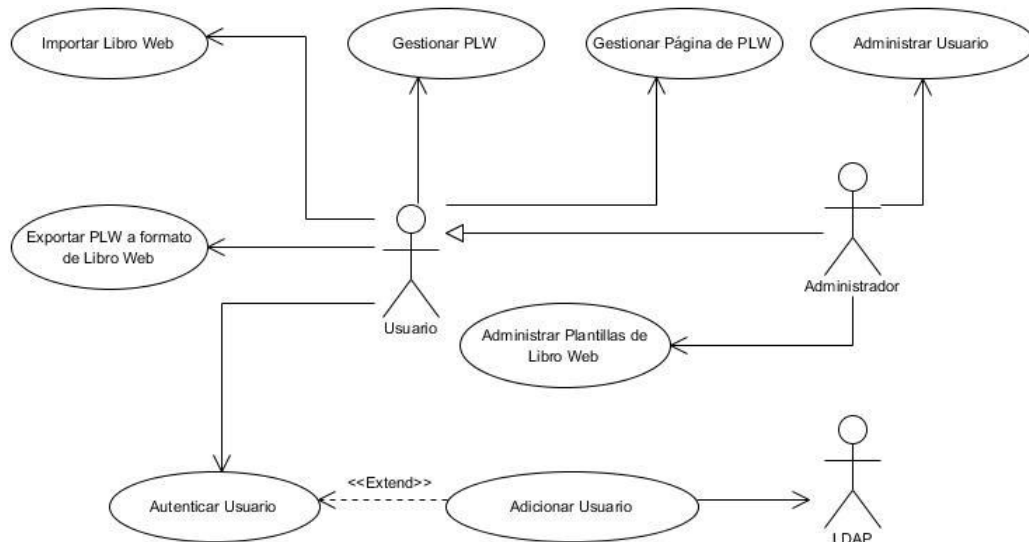 Importar Libro Web
Gestionar PLW
Gestionar Página de PLW
Administrar Usuario
Exportar PLW a formato
de Libro Web
Usuario
Administrador
Administrar Plantillas de
Libro Web
<<Extend>>
Autenticar Usuario
Adicionar Usuario
LDAP